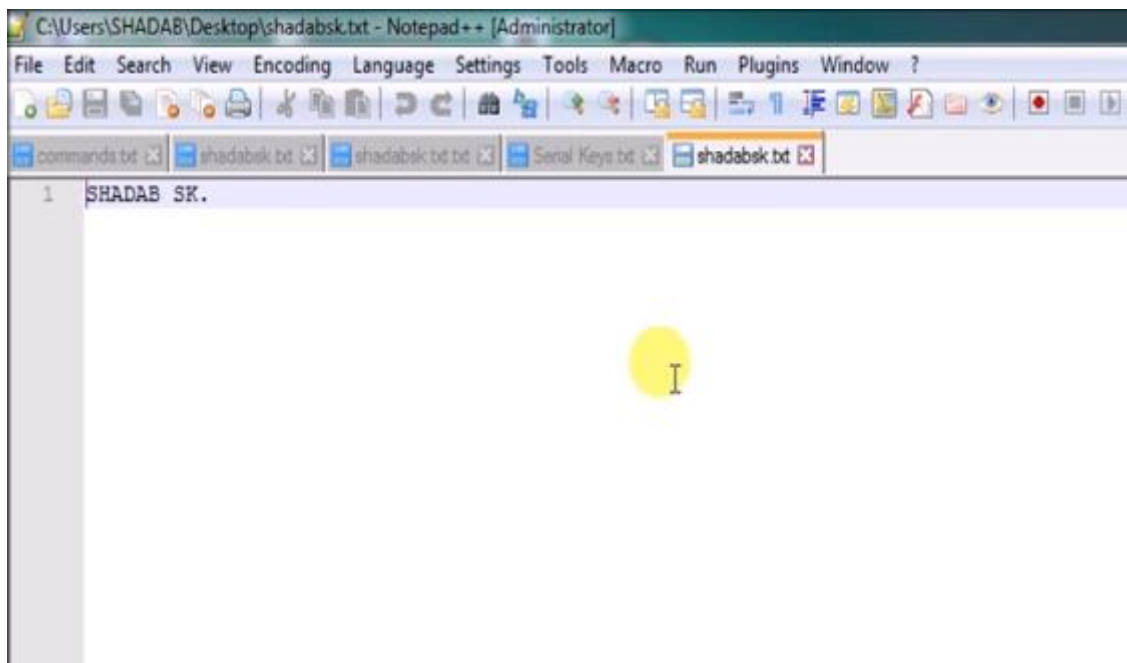 C:\Users\SHADAB\Desktop\shadabsk.txt - Notepad++ [Administrator]
File Edit Search View Encoding Language Settings Tools Macro Run Plugins Window ?
commands.txt shadabsk.txt shadabsk.txt.txt Serial Keys.txt shadabsk.txt
1 SHADAB SK.